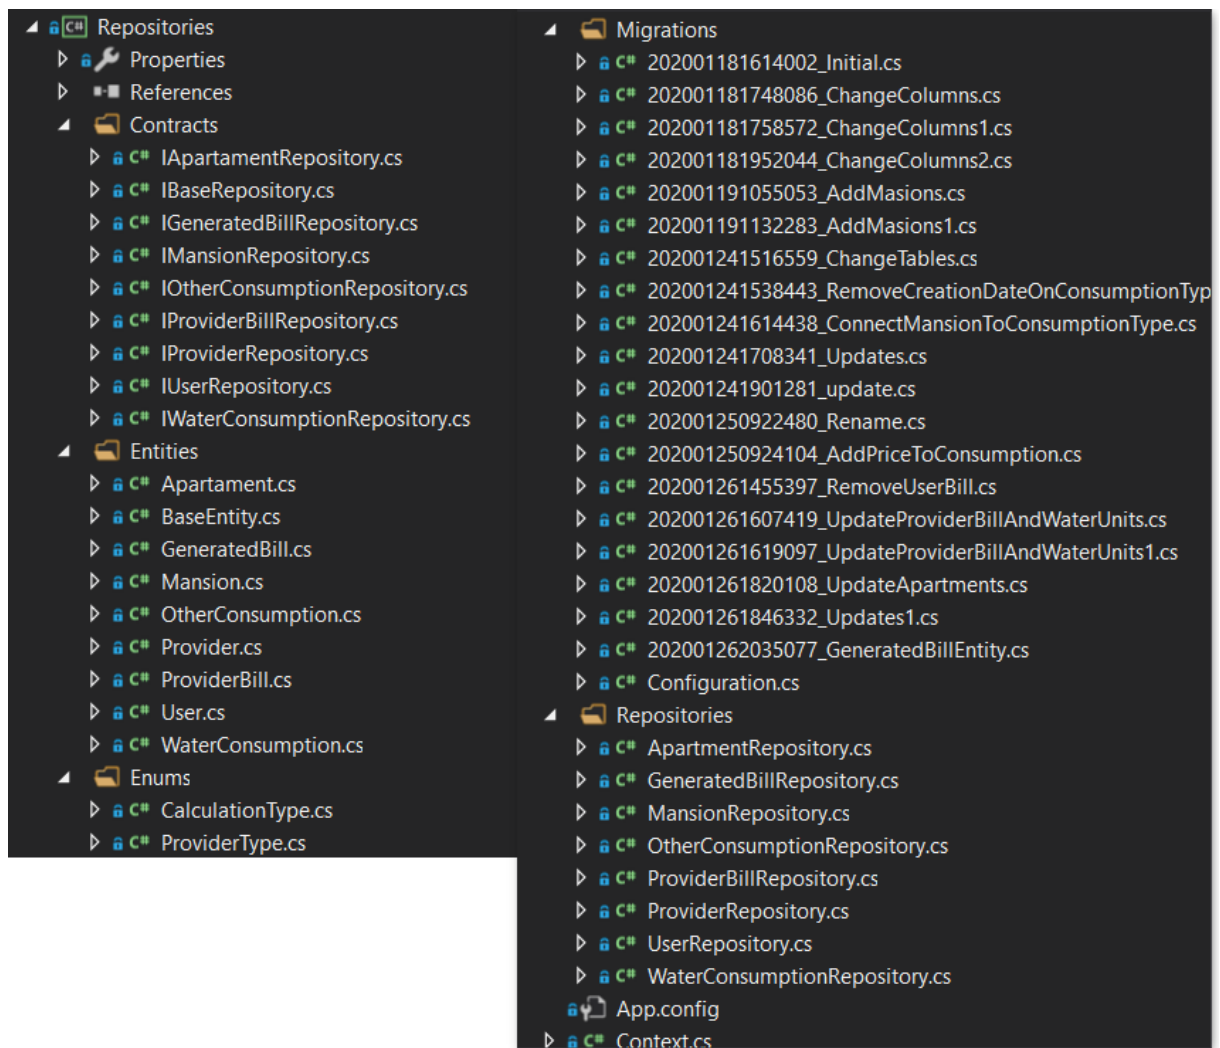 C# Repositories
Properties
References
Contracts
C# IApartamentRepository.cs
C# IBaseRepository.cs
C# IGeneratedBillRepository.cs
C# IMansionRepository.cs
C# IOtherConsumptionRepository.cs
C# IProviderBillRepository.cs
C# IProviderRepository.cs
C# IUserRepository.cs
C# IWaterConsumptionRepository.cs
Entities
C# Apartament.cs
C# BaseEntity.cs
C# GeneratedBill.cs
C# Mansion.cs
C# OtherConsumption.cs
C# Provider.cs
C# ProviderBill.cs
C# User.cs
C# WaterConsumption.cs
Enums
C# CalculationType.cs
C# ProviderType.cs
Migrations
C# 202001181614002_Initial.cs
C# 202001181748086_ChangeColumns.cs
C# 202001181758572_ChangeColumns1.cs
C# 202001181952044_ChangeColumns2.cs
C# 202001191055053_AddMasions.cs
C# 202001191132283_AddMasions1.cs
C# 202001241516559_ChangeTables.cs
C# 202001241538443_RemoveCreationDateOnConsumptionTyp
C# 202001241614438_ConnectMansionToConsumptionType.cs
C# 202001241708341_Updates.cs
C# 202001241901281_update.cs
C# 202001250922480_Rename.cs
C# 202001250924104_AddPriceToConsumption.cs
C# 202001261455397_RemoveUserBill.cs
C# 202001261607419_UpdateProviderBillAndWaterUnits.cs
C# 202001261619097_UpdateProviderBillAndWaterUnits1.cs
C# 202001261820108_UpdateApartments.cs
C# 202001261846332_Updates1.cs
C# 202001262035077_GeneratedBillEntity.cs
C# Configuration.cs
Repositories
C# ApartmentRepository.cs
C# GeneratedBillRepository.cs
C# MansionRepository.cs
C# OtherConsumptionRepository.cs
C# ProviderBillRepository.cs
C# ProviderRepository.cs
C# UserRepository.cs
C# WaterConsumptionRepository.cs
App.config
C# Context.cs